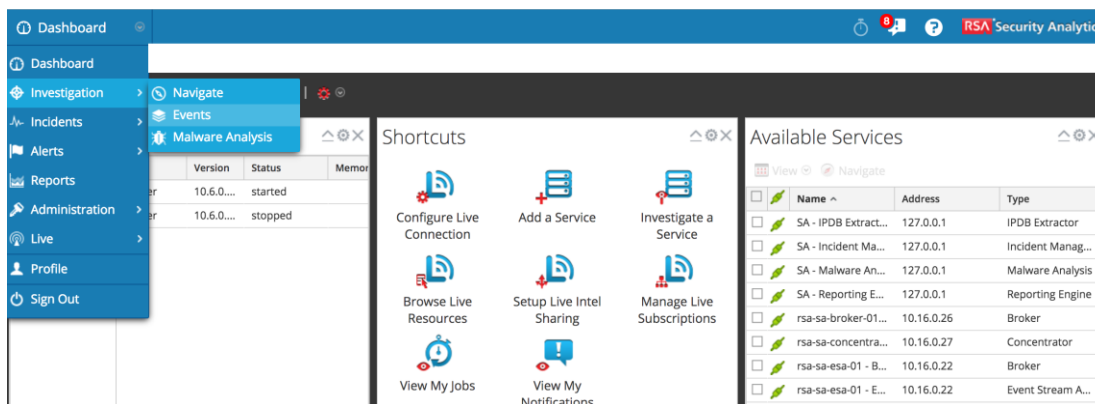 Dashboard
8
?
RSA Security Analytic
Dashboard
Investigation
Navigate
Events
Malware Analysis
Incidents
Alerts
Reports
Administration
Live
Profile
Sign Out
Version Status Memor
er 10.6.0.... started
er 10.6.0.... stopped
Shortcuts
Configure Live
Connection
Add a Service
Investigate a
Service
Browse Live
Resources
Setup Live Intel
Sharing
Manage Live
Subscriptions
View My Jobs
View My
Notifications
Available Services
View Navigate
Name Address Type
SA - IPDB Extract... 127.0.0.1 IPDB Extractor
SA - Incident Ma... 127.0.0.1 Incident Manag...
SA - Malware An... 127.0.0.1 Malware Analysis
SA - Reporting E... 127.0.0.1 Reporting Engine
rsa-sa-broker-01... 10.16.0.26 Broker
rsa-sa-concentra... 10.16.0.27 Concentrator
rsa-sa-esa-01 - B... 10.16.0.22 Broker
rsa-sa-esa-01 - E... 10.16.0.22 Event Stream A...